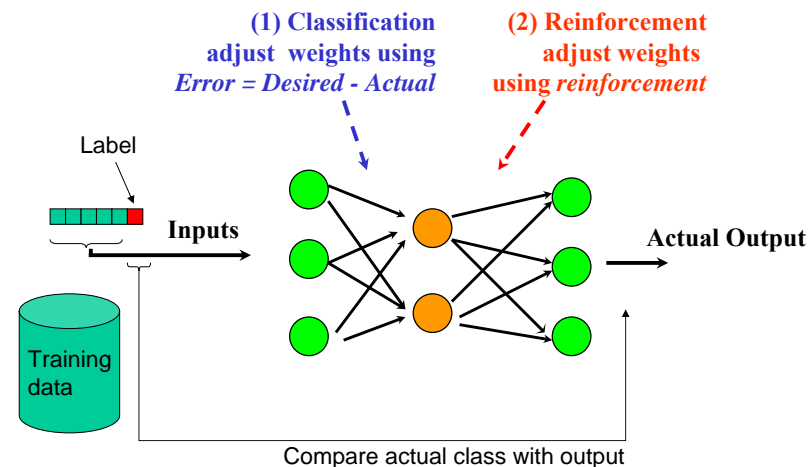 (1) Classification
adjust weights using
Error = Desired - Actual
(2) Reinforcement
adjust weights
using reinforcement
Label
Inputs
Actual Output
Training
data
Compare actual class with output